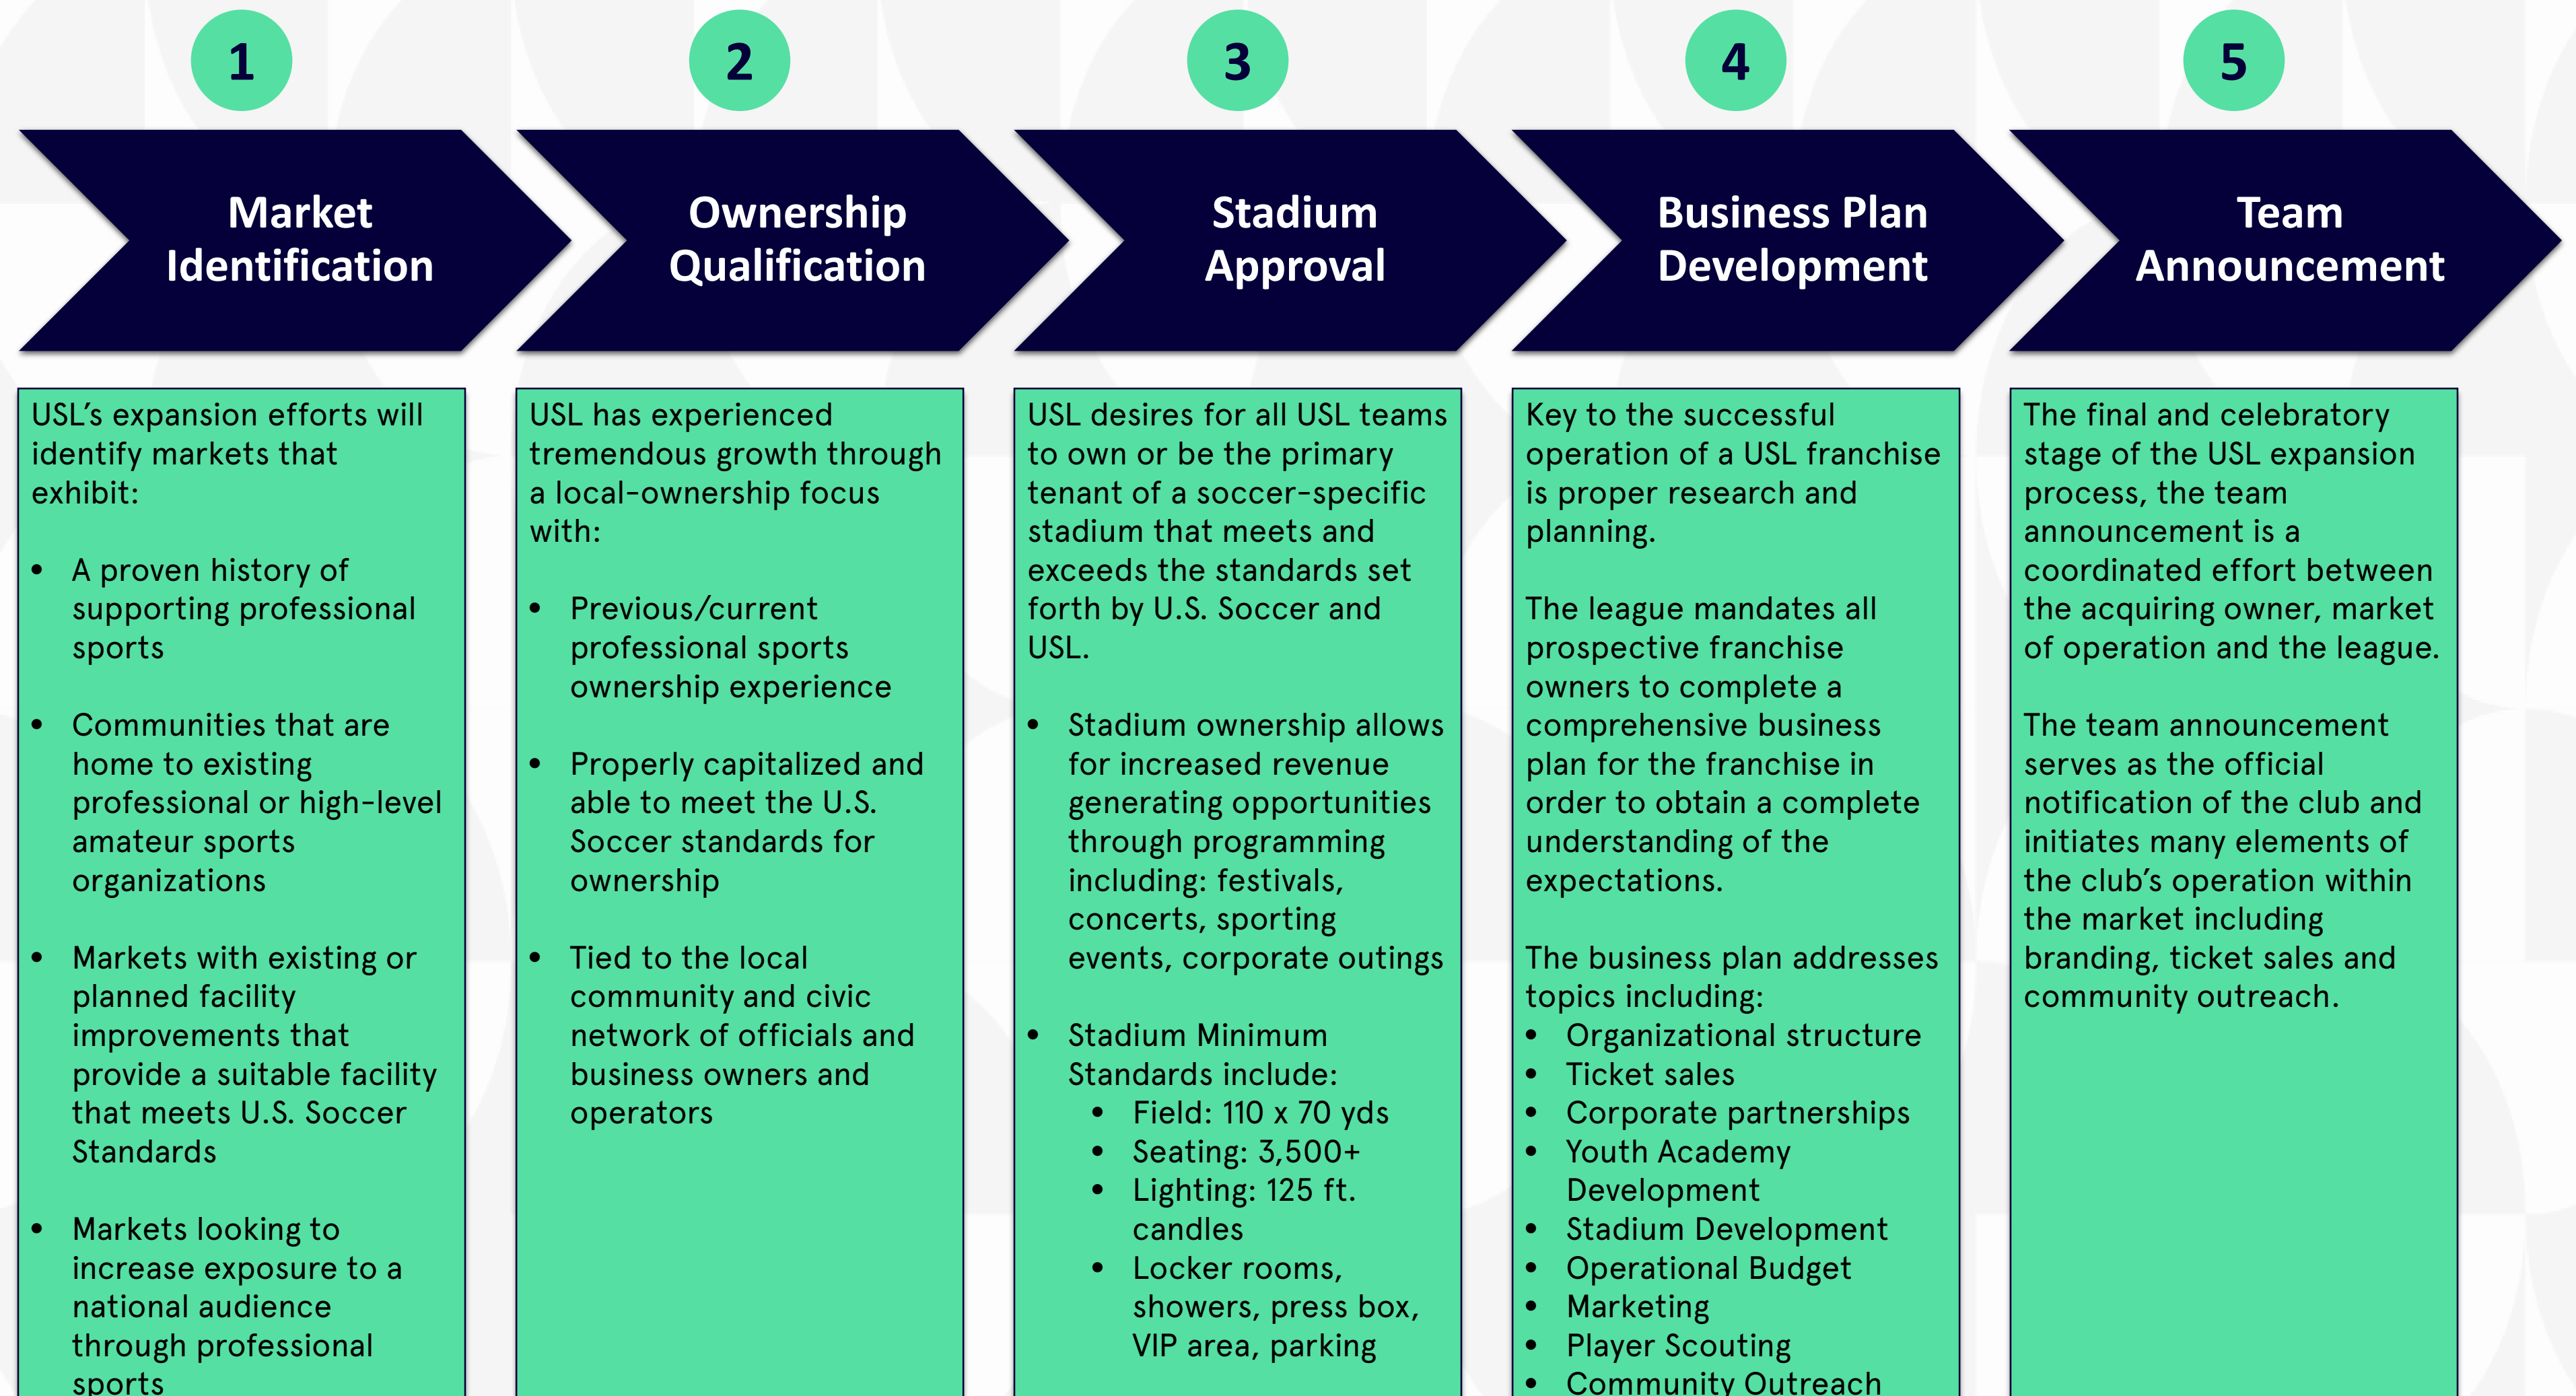 1
Market
Identification
USL’s expansion efforts will
identify markets that
exhibit:
• A proven history of
supporting professional
sports
• Communities that are
home to existing
professional or high-level
amateur sports
organizations
• Markets with existing or
planned facility
improvements that
provide a suitable facility
that meets U.S. Soccer
Standards
• Markets looking to
increase exposure to a
national audience
through professional
sports
2
Ownership
Qualification
USL has experienced
tremendous growth through
a local-ownership focus
with:
• Previous/current
professional sports
ownership experience
• Properly capitalized and
able to meet the U.S.
Soccer standards for
ownership
• Tied to the local
community and civic
network of officials and
business owners and
operators
3
Stadium
Approval
USL desires for all USL teams
to own or be the primary
tenant of a soccer-specific
stadium that meets and
exceeds the standards set
forth by U.S. Soccer and
USL.
• Stadium ownership allows
for increased revenue
generating opportunities
through programming
including: festivals,
concerts, sporting
events, corporate outings
• Stadium Minimum
Standards include:
• Field: 110 x 70 yds
• Seating: 3,500+
• Lighting: 125 ft.
candles
• Locker rooms,
showers, press box,
VIP area, parking
4
Business Plan
Development
Key to the successful
operation of a USL franchise
is proper research and
planning.
The league mandates all
prospective franchise
owners to complete a
comprehensive business
plan for the franchise in
order to obtain a complete
understanding of the
expectations.
The business plan addresses
topics including:
• Organizational structure
• Ticket sales
• Corporate partnerships
• Youth Academy
Development
• Stadium Development
• Operational Budget
• Marketing
• Player Scouting
• Community Outreach
5
Team
Announcement
The final and celebratory
stage of the USL expansion
process, the team
announcement is a
coordinated effort between
the acquiring owner, market
of operation and the league.
The team announcement
serves as the official
notification of the club and
initiates many elements of
the club’s operation within
the market including
branding, ticket sales and
community outreach.